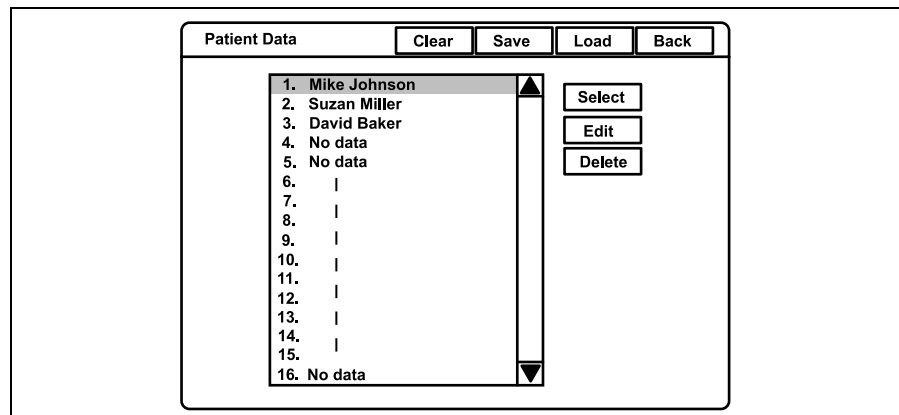 Patient Data Clear Save Load Back
1. Mike Johnson
2. Suzan Miller
3. David Baker
4. No data
5. No data
6.
7.
8.
9.
10.
11.
12.
13.
14.
15.
16. No data
Select
Edit
Delete